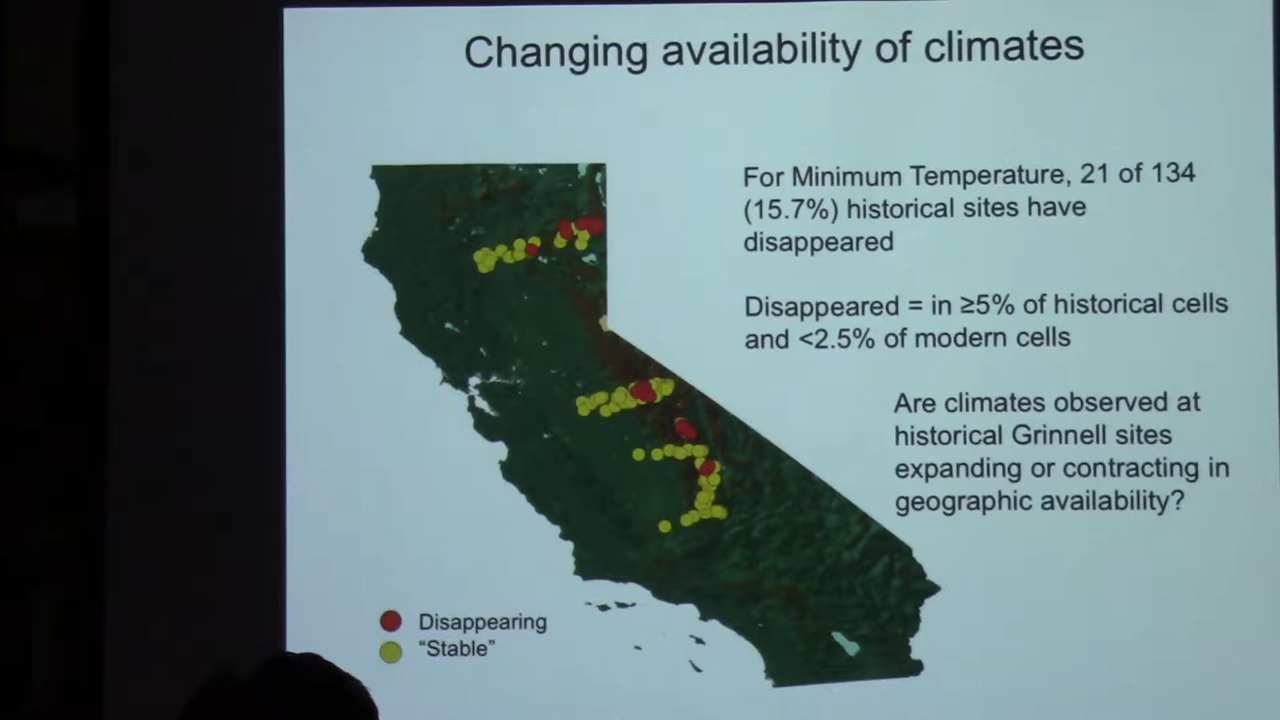 Changing availability of climates
For Minimum Temperature, 21 of 134
(15.7%) historical sites have
disappeared
Disappeared = in ≥5% of historical cells
and <2.5% of modern cells
Are climates observed at
historical Grinnell sites
expanding or contracting in
geographic availability?
Disappearing
“Stable”